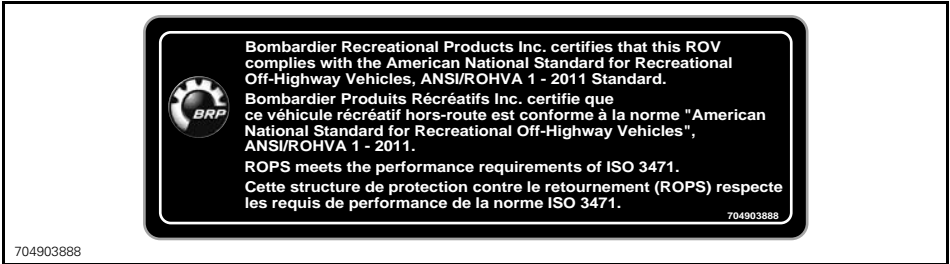 Bombardier Recreational Products Inc. certifies that this ROV
complies with the American National Standard for Recreational
Off-Highway Vehicles, ANSI/ROHVA 1 - 2011 Standard.
Bombardier Produits Récréatifs Inc. certifie que
ce véhicule récréatif hors-route est conforme à la norme "American
National Standard for Recreational Off-Highway Vehicles",
ANSI/ROHVA 1 - 2011.
ROPS meets the performance requirements of ISO 3471.
Cette structure de protection contre le retournement (ROPS) respecte
les requis de performance de la norme ISO 3471.
BRP
704903888
704903888